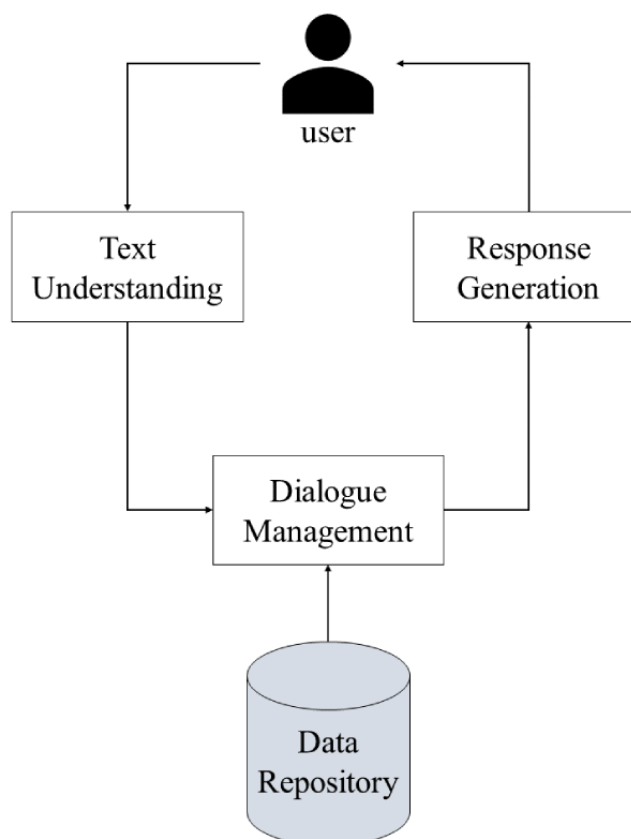 user
Text
Understanding
Response
Generation
Dialogue
Management
Data
Repository